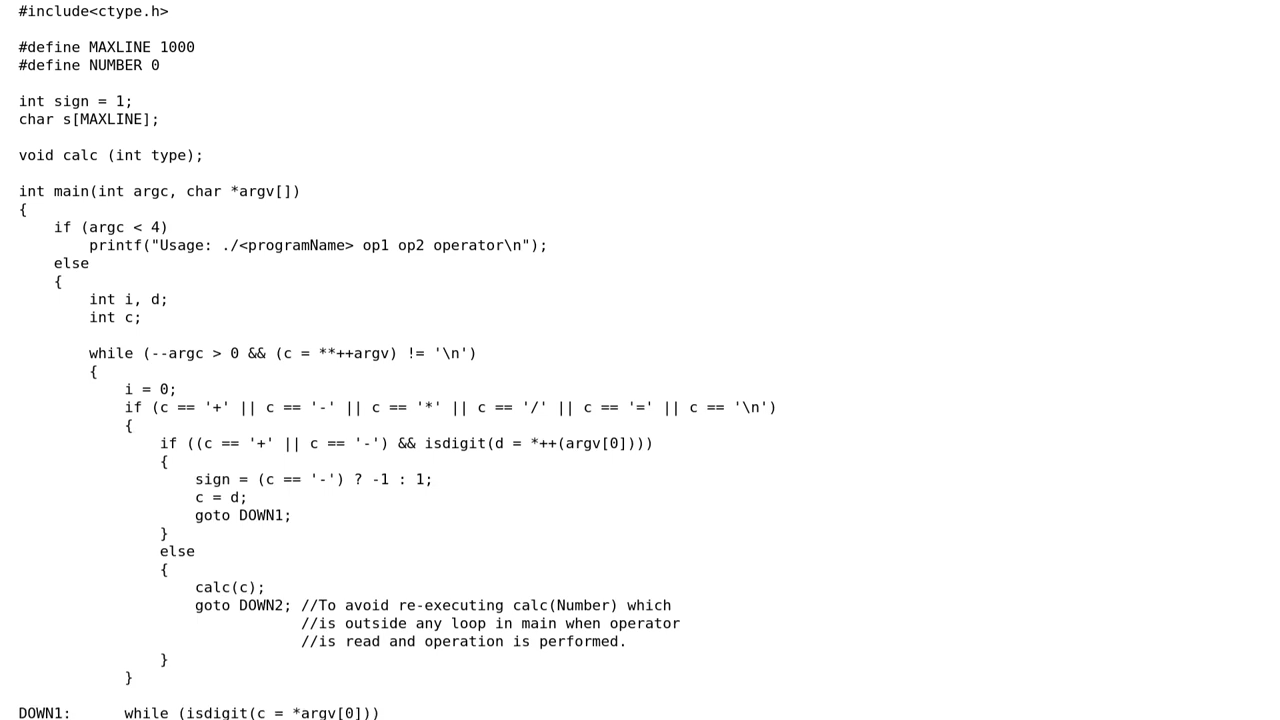 #include<ctype.h>
#define MAXLINE 1000
#define NUMBER 0
int sign = 1;
char s[MAXLINE];
void calc (int type);
int main(int argc, char *argv[])
{
    if (argc < 4)
        printf("Usage: ./<programName> op1 op2 operator\n");
    else
    {
        int i, d;
        int c;
        while (--argc > 0 && (c = **++argv) != '\n')
        {
            i = 0;
            if (c == '+' || c == '-' || c == '*' || c == '/' || c == '=' || c == '\n')
            {
                if ((c == '+' || c == '-') && isdigit(d = *++(argv[0])))
                {
                    sign = (c == '-') ? -1 : 1;
                    c = d;
                    goto DOWN1;
                }
                else
                {
                    calc(c);
                    goto DOWN2; //To avoid re-executing calc(Number) which
                                //is outside any loop in main when operator
                                //is read and operation is performed.
                }
            }
DOWN1:      while (isdigit(c = *argv[0]))